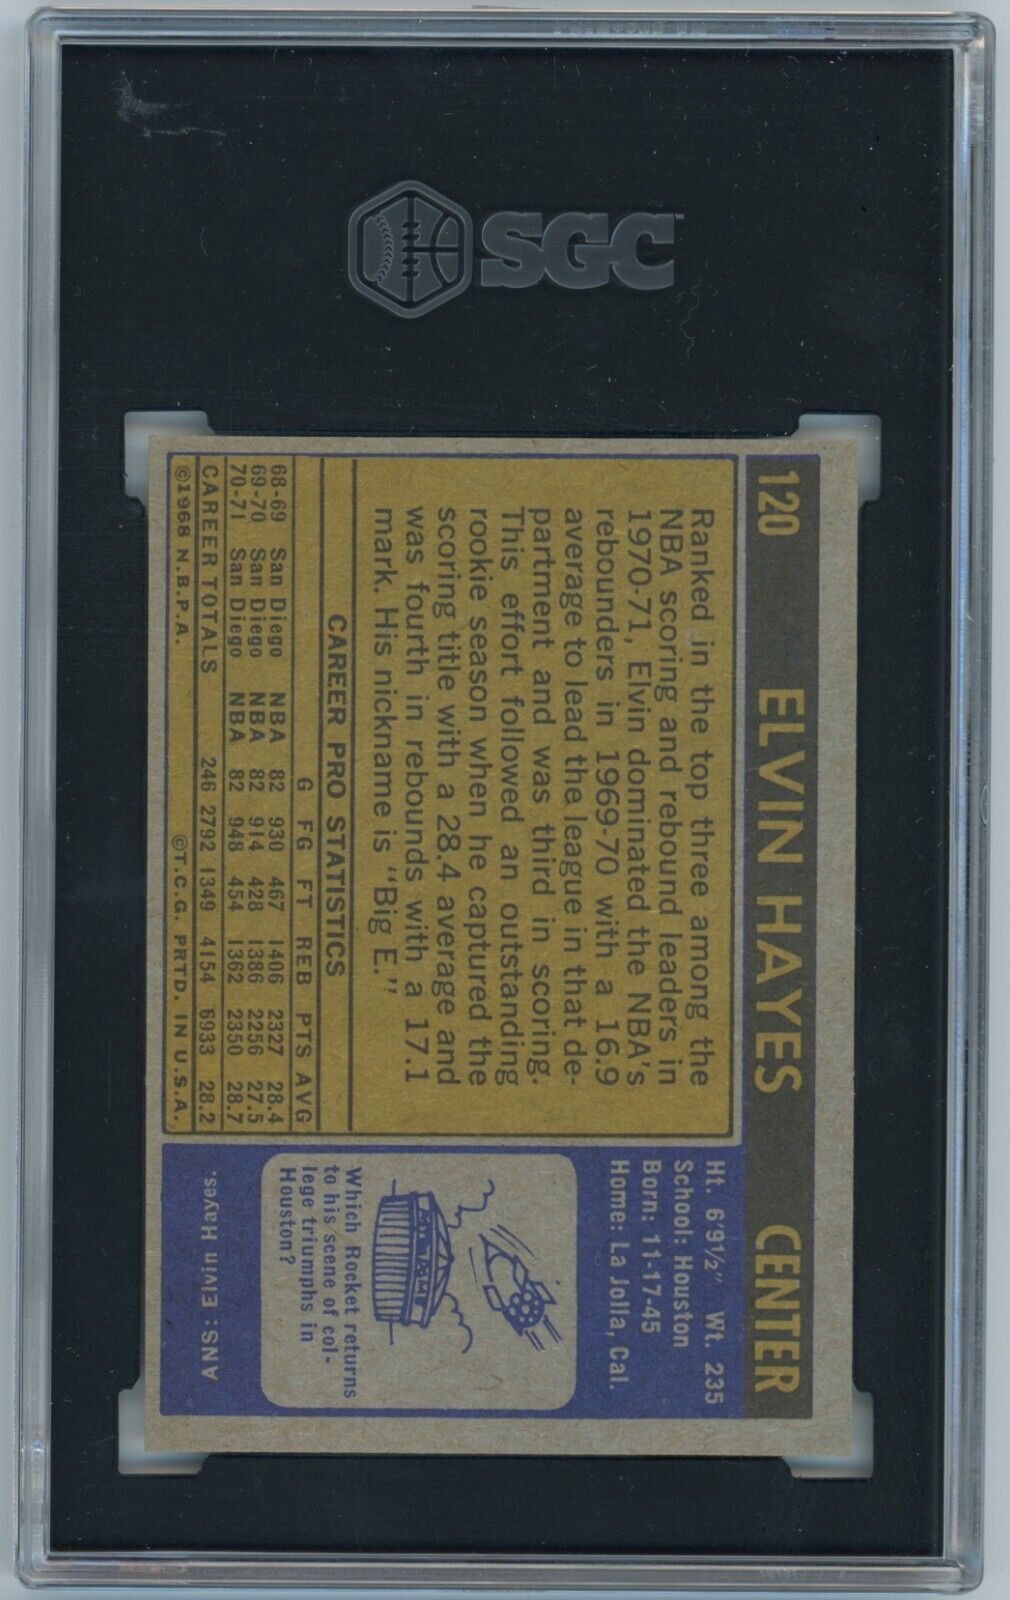 SGC
120 ELVIN HAYES CENTER
Ranked in the top three among the
NBA scoring and rebound leaders in
1970-71, Elvin dominated the NBA's
rebounders in 1969-70 with a 16.9
average to lead the league in that de-
partment and was third in scoring.
This effort followed an outstanding
rookie season when he captured the
scoring title with a 28.4 average and
was fourth in rebounds with a 17.1
mark. His nickname is "Big E."
CAREER PRO STATISTICS
G FG FT REB PTS AVG
68-69 San Diego NBA 82 930 467 1406 2327 28.4
69-70 San Diego NBA 82 914 428 1386 2256 27.5
70-71 San Diego NBA 82 948 454 1362 2350 28.7
CAREER TOTALS 246 2792 1349 4154 6933 28.2
©1968 N.B.P.A. ©T.C.G. PRTD. IN U.S.A.
Ht. 6'9½" Wt. 235
School: Houston
Born: 11-17-45
Home: La Jolla, Cal.
Which Rocket returns
to his scene of col-
lege triumphs in
Houston?
ANS: Elvin Hayes.